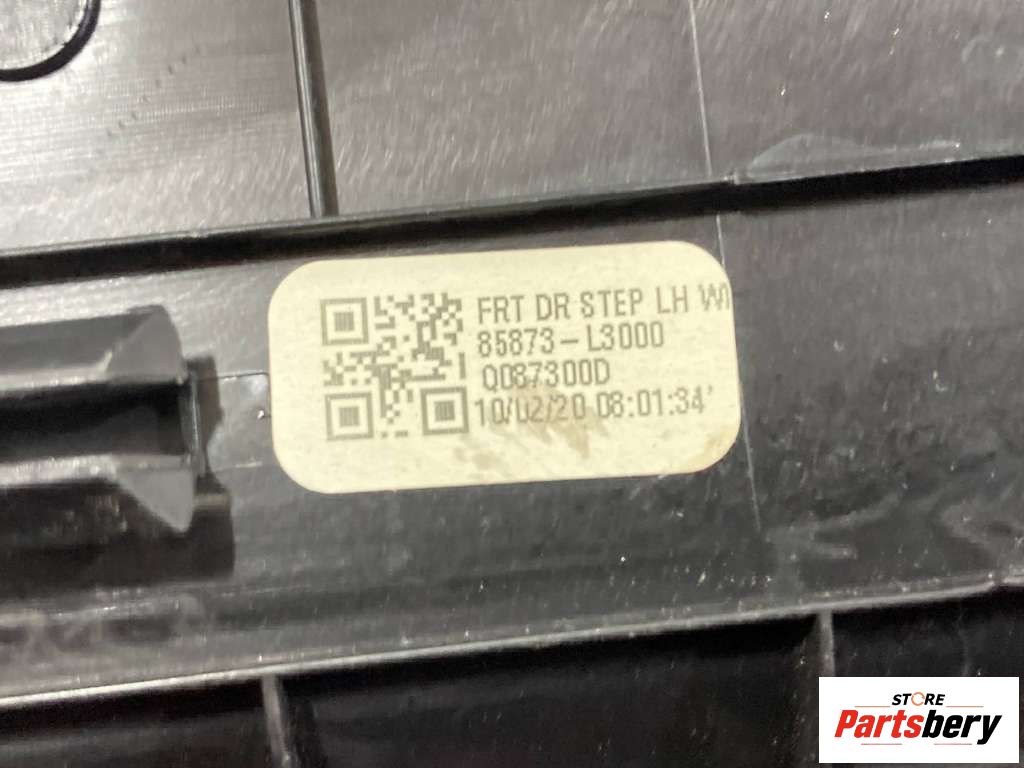 FRT DR STEP LH
85873-L3000
Q087300D
10/02/20 08:01:34
STORE
Partsbery